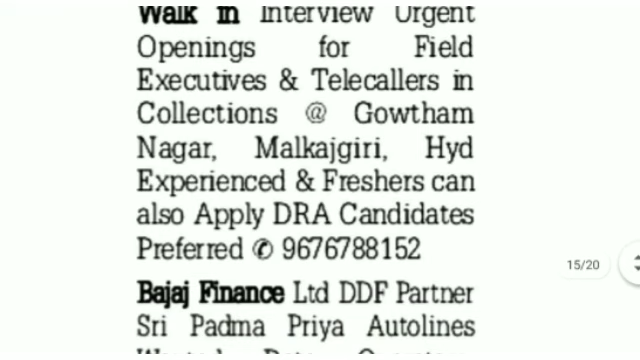 Walk in Interview Urgent
Openings for Field
Executives & Telecallers in
Collections @ Gowtham
Nagar, Malkajgiri, Hyd
Experienced & Freshers can
also Apply DRA Candidates
Preferred ✆ 9676788152
15/20
Bajaj Finance Ltd DDF Partner
Sri Padma Priya Autolines